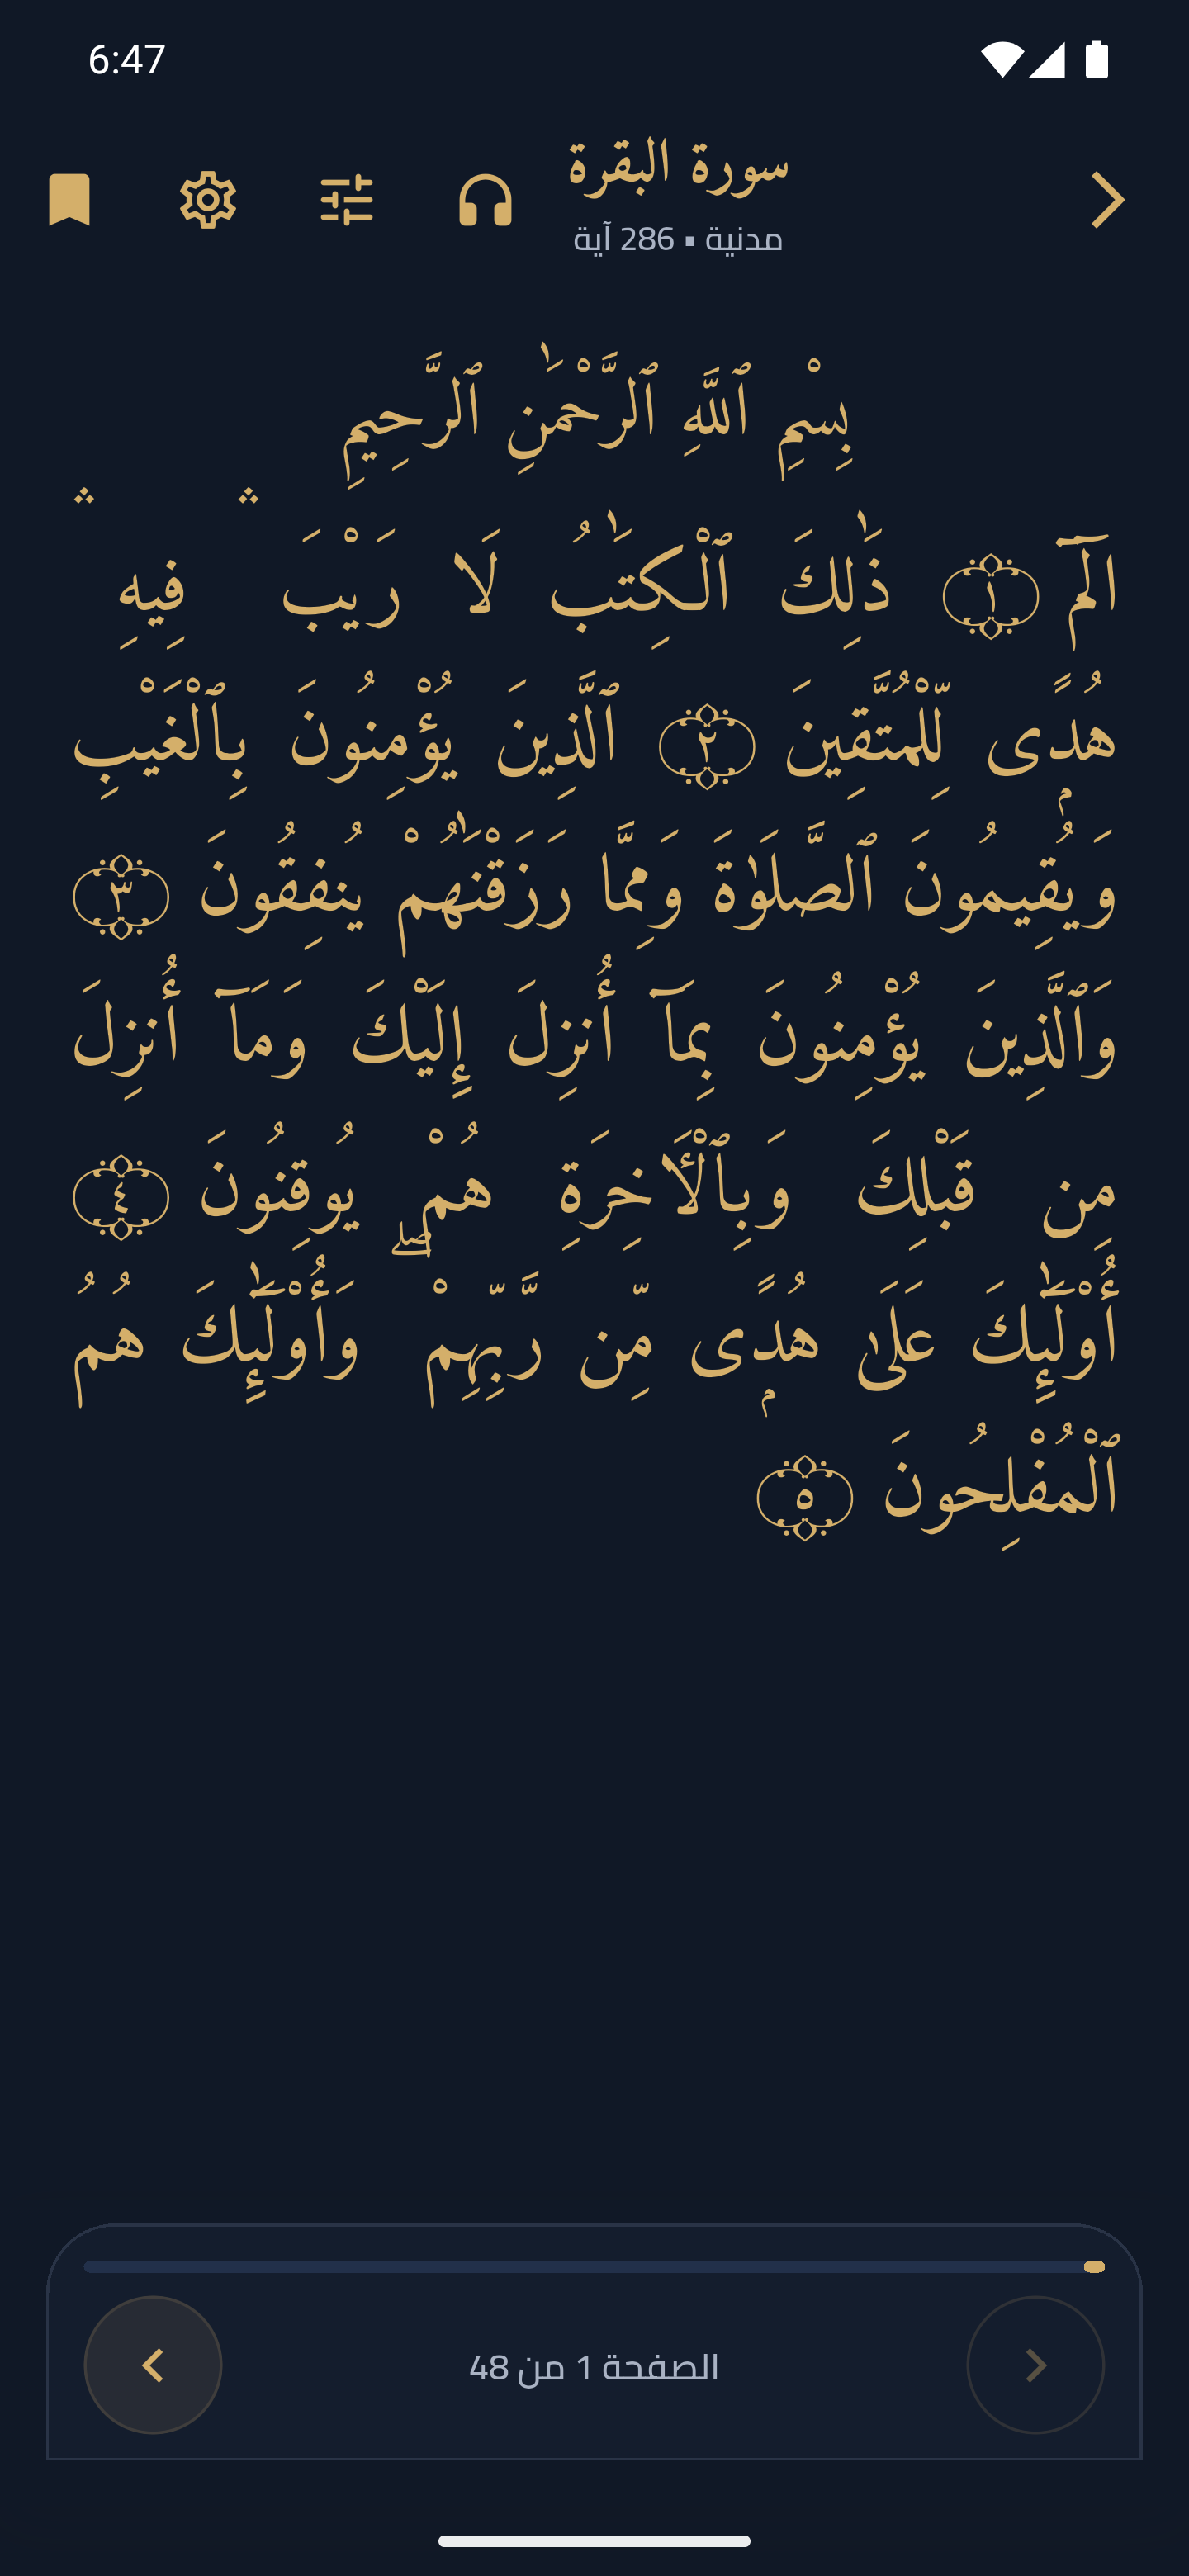 6:47
سورة البقرة
مدنية ▪ 286 آية
بِسْمِ ٱللَّهِ ٱلرَّحْمَٰنِ ٱلرَّحِيمِ
الٓمٓ ١ ذَٰلِكَ ٱلْكِتَٰبُ لَا رَيْبَ ۛ فِيهِ ۛ
هُدًى لِّلْمُتَّقِينَ ٢ ٱلَّذِينَ يُؤْمِنُونَ بِٱلْغَيْبِ
وَيُقِيمُونَ ٱلصَّلَوٰةَ وَمِمَّا رَزَقْنَٰهُمْ يُنفِقُونَ ٣
وَٱلَّذِينَ يُؤْمِنُونَ بِمَآ أُنزِلَ إِلَيْكَ وَمَآ أُنزِلَ
مِن قَبْلِكَ وَبِٱلْأَخِرَةِ هُمْ يُوقِنُونَ ٤
أُو۟لَٰٓئِكَ عَلَىٰ هُدًۭى مِّن رَّبِّهِمْ ۖ وَأُو۟لَٰٓئِكَ هُمُ
ٱلْمُفْلِحُونَ ٥
الصفحة 1 من 48